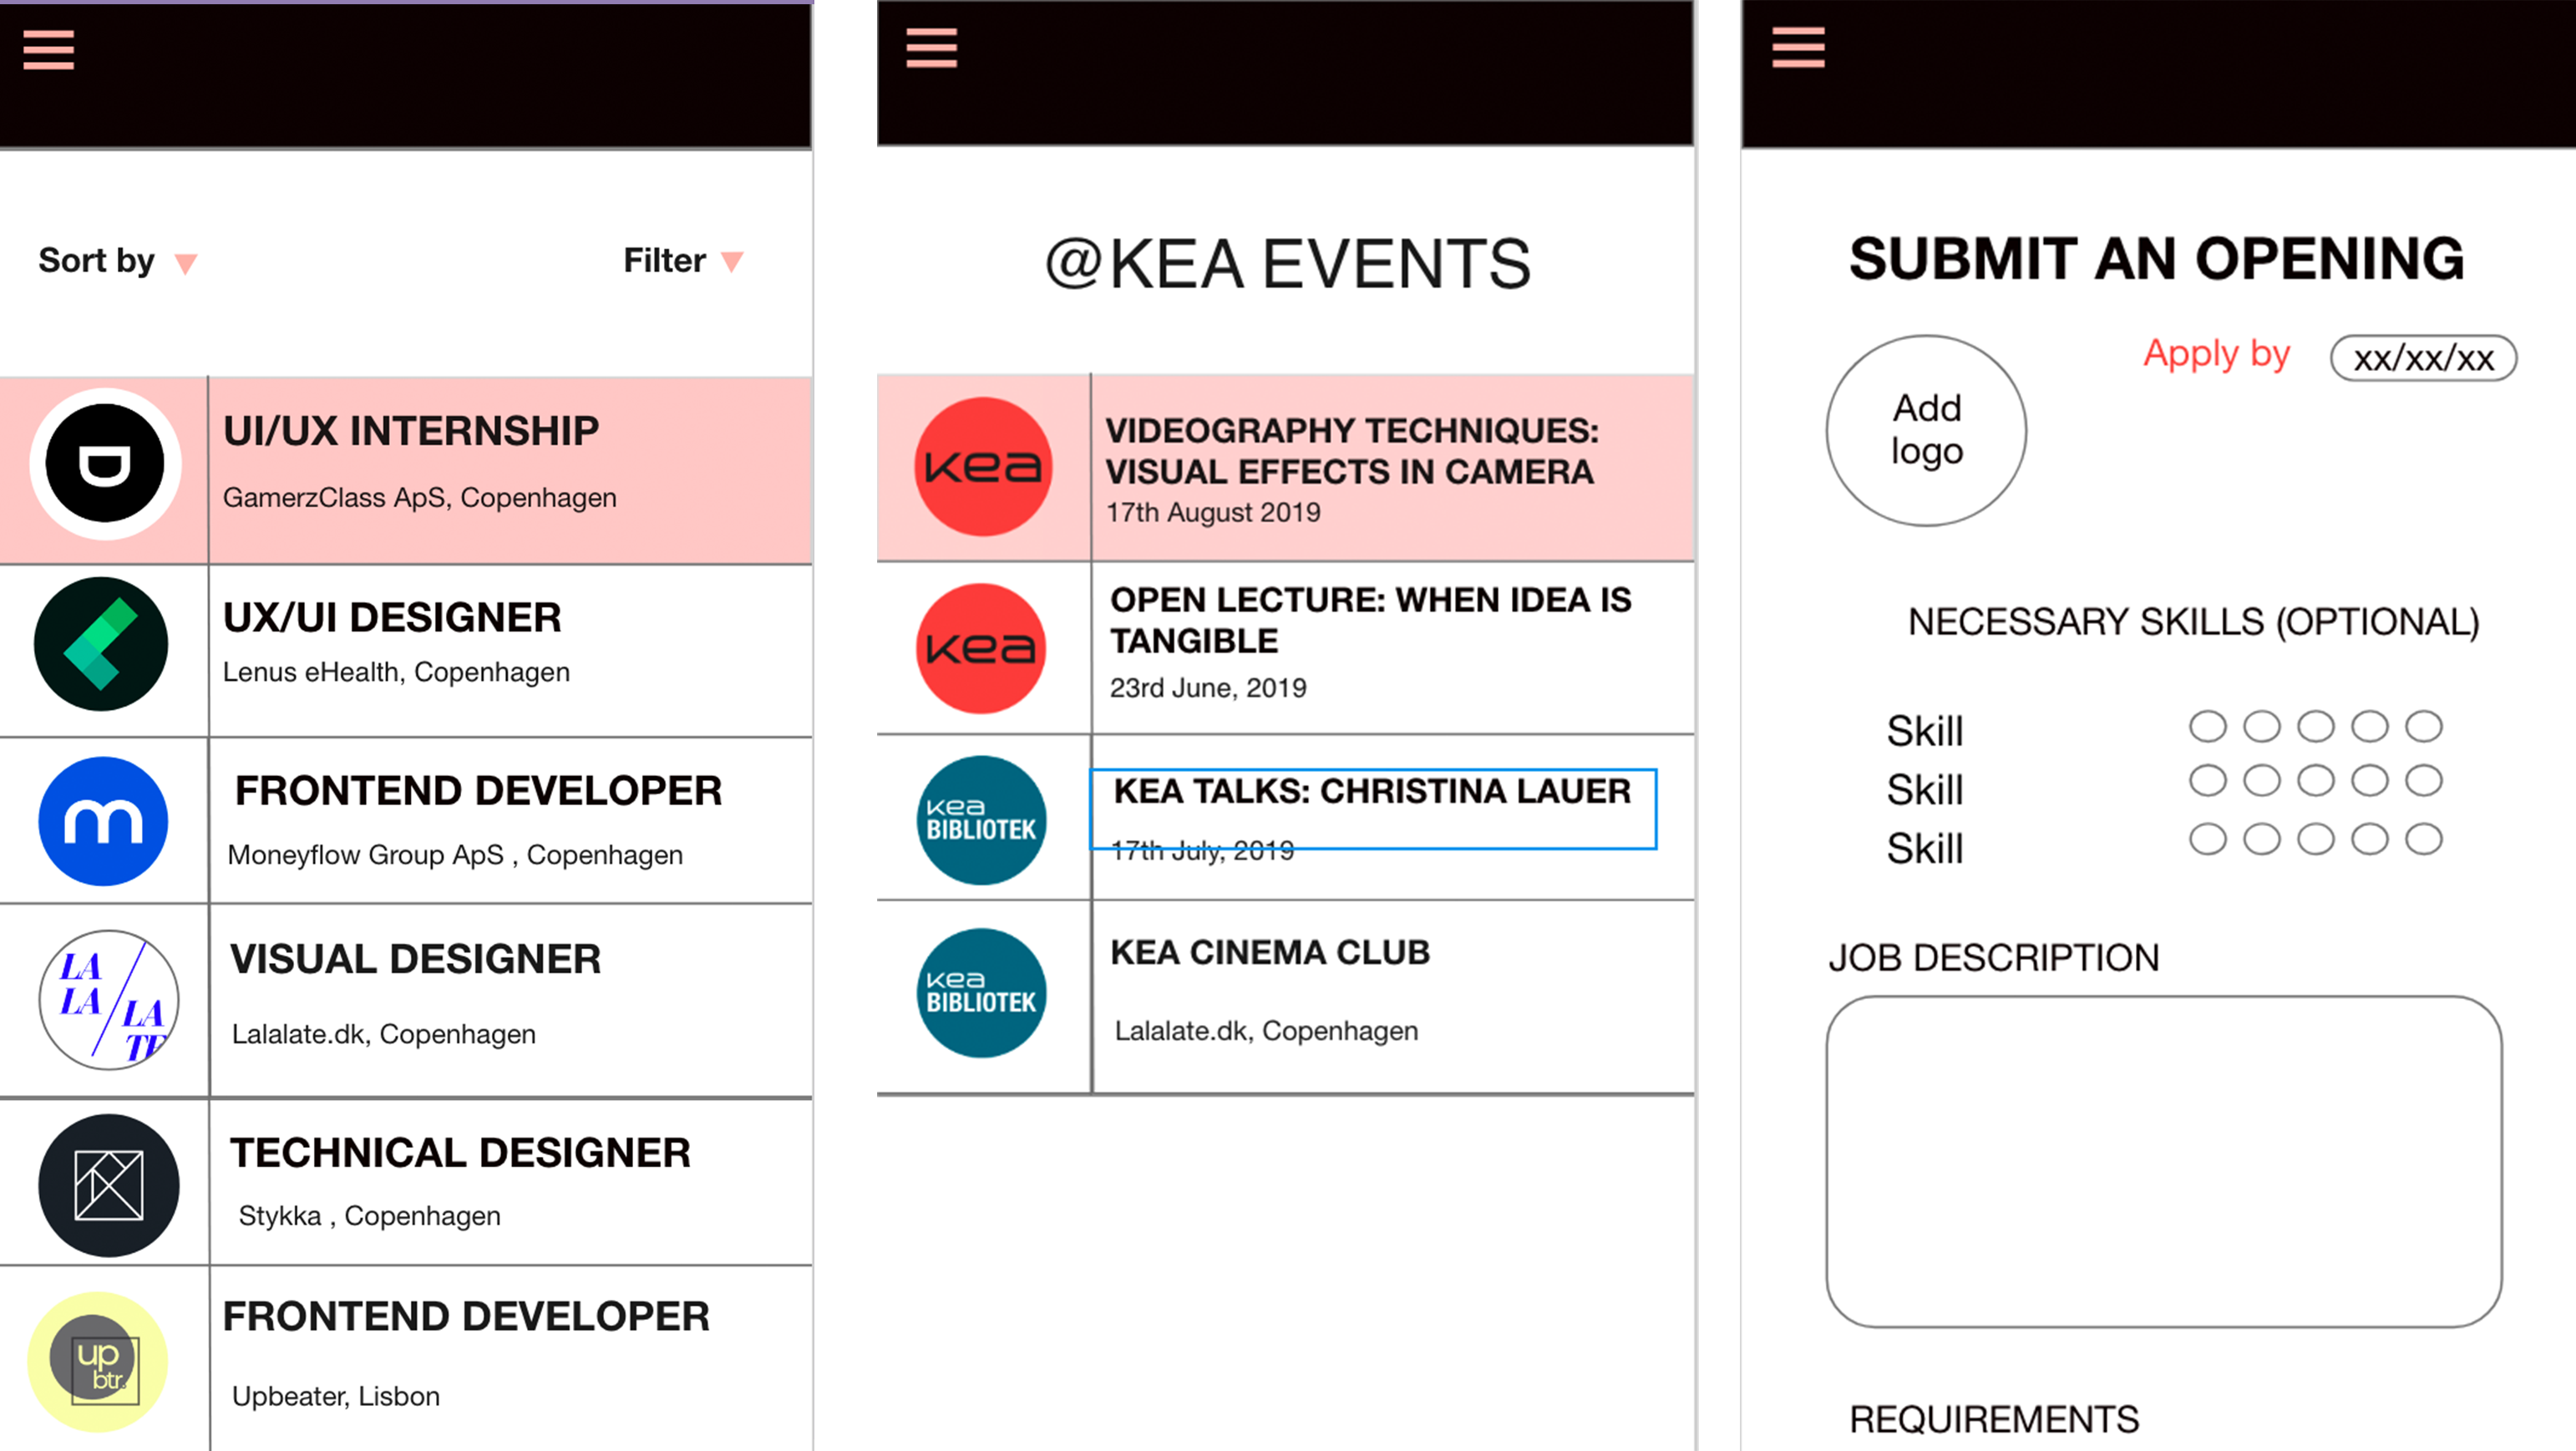 Sort by
Filter
UI/UX INTERNSHIP
GamerzClass ApS, Copenhagen
UX/UI DESIGNER
Lenus eHealth, Copenhagen
m
FRONTEND DEVELOPER
Moneyflow Group ApS , Copenhagen
LA
LA
LA
TE
VISUAL DESIGNER
Lalalate.dk, Copenhagen
TECHNICAL DESIGNER
Stykka , Copenhagen
up
btr.
FRONTEND DEVELOPER
Upbeater, Lisbon
@KEA EVENTS
kea
VIDEOGRAPHY TECHNIQUES:
VISUAL EFFECTS IN CAMERA
17th August 2019
kea
OPEN LECTURE: WHEN IDEA IS
TANGIBLE
23rd June, 2019
kea
BIBLIOTEK
KEA TALKS: CHRISTINA LAUER
17th July, 2019
kea
BIBLIOTEK
KEA CINEMA CLUB
Lalalate.dk, Copenhagen
SUBMIT AN OPENING
Apply by
xx/xx/xx
Add
logo
NECESSARY SKILLS (OPTIONAL)
Skill
Skill
Skill
JOB DESCRIPTION
REQUIREMENTS